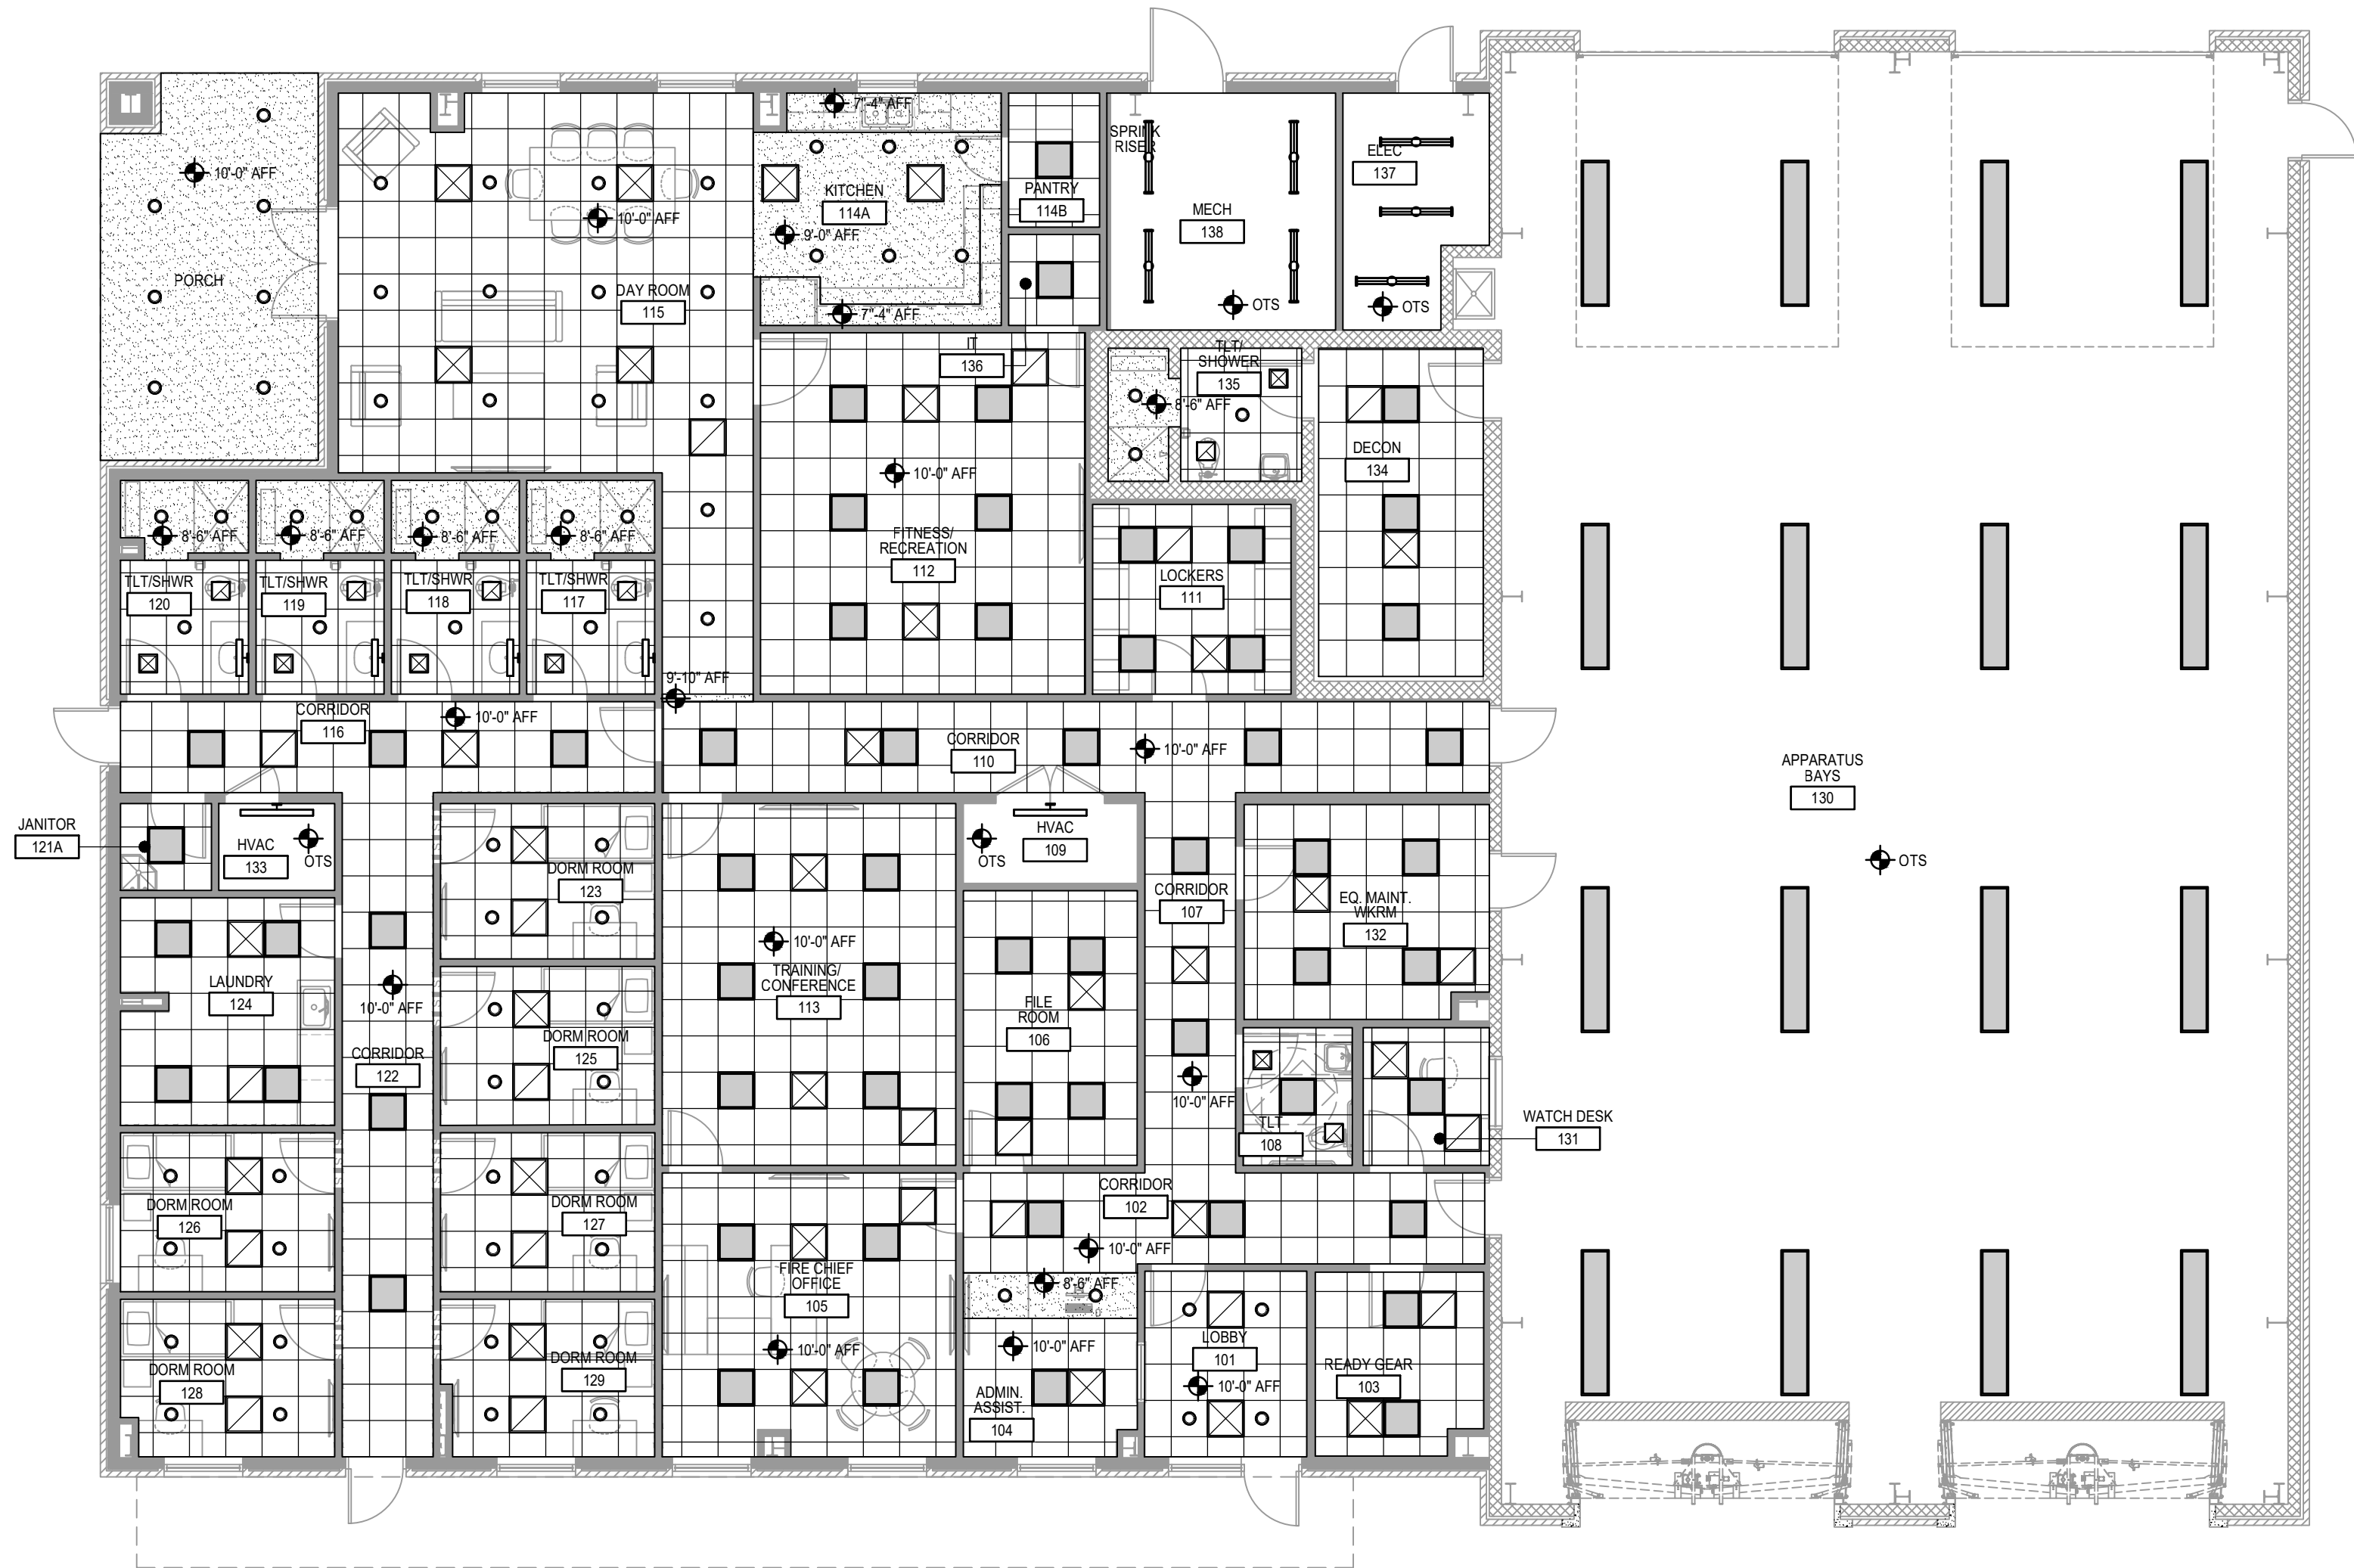 7'-4" AFF
SPRINK
RISER
ELEC
137
10'-0" AFF
KITCHEN
114A
PANTRY
114B
MECH
138
10'-0" AFF
9'-0" AFF
PORCH
DAY ROOM
115
7'-4" AFF
OTS
OTS
IT
136
TLT/
SHOWER
135
8'-6" AFF
DECON
134
10'-0" AFF
8'-6" AFF
8'-6" AFF
8'-6" AFF
8'-6" AFF
FITNESS/
RECREATION
112
TLT/SHWR
120
TLT/SHWR
119
TLT/SHWR
118
TLT/SHWR
117
LOCKERS
111
9'-10" AFF
CORRIDOR
116
10'-0" AFF
CORRIDOR
110
10'-0" AFF
APPARATUS
BAYS
130
JANITOR
121A
HVAC
133
OTS
HVAC
109
OTS
OTS
DORM ROOM
123
CORRIDOR
107
EQ. MAINT.
WKRM
132
10'-0" AFF
LAUNDRY
124
TRAINING/
CONFERENCE
113
FILE
ROOM
106
10'-0" AFF
DORM ROOM
125
CORRIDOR
122
10'-0" AFF
TLT
108
WATCH DESK
131
DORM ROOM
126
DORM ROOM
127
CORRIDOR
102
10'-0" AFF
FIRE CHIEF
OFFICE
105
8'-6" AFF
10'-0" AFF
10'-0" AFF
LOBBY
101
10'-0" AFF
READY GEAR
103
DORM ROOM
128
DORM ROOM
129
ADMIN.
ASSIST.
104